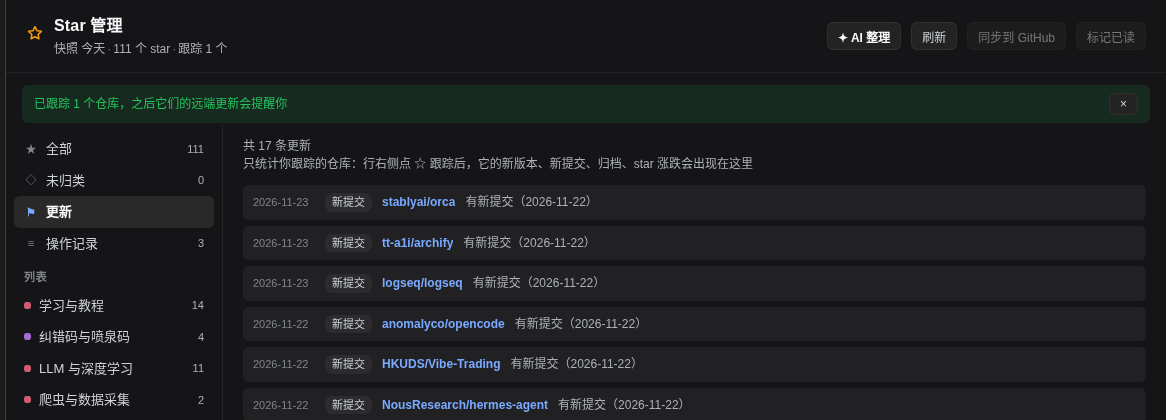 Star 管理
快照 今天 · 111 个 star · 跟踪 1 个
✦ AI 整理
刷新
同步到 GitHub
标记已读
已跟踪 1 个仓库，之后它们的远端更新会提醒你
×
★ 全部 111
◇ 未归类 0
⚑ 更新
≡ 操作记录 3
列表
学习与教程 14
纠错码与喷泉码 4
LLM 与深度学习 11
爬虫与数据采集 2
共 17 条更新
只统计你跟踪的仓库：行右侧点 ☆ 跟踪后，它的新版本、新提交、归档、star 涨跌会出现在这里
2026-11-23 新提交 stablyai/orca 有新提交（2026-11-22）
2026-11-23 新提交 tt-a1i/archify 有新提交（2026-11-22）
2026-11-23 新提交 logseq/logseq 有新提交（2026-11-22）
2026-11-22 新提交 anomalyco/opencode 有新提交（2026-11-22）
2026-11-22 新提交 HKUDS/Vibe-Trading 有新提交（2026-11-22）
2026-11-22 新提交 NousResearch/hermes-agent 有新提交（2026-11-22）